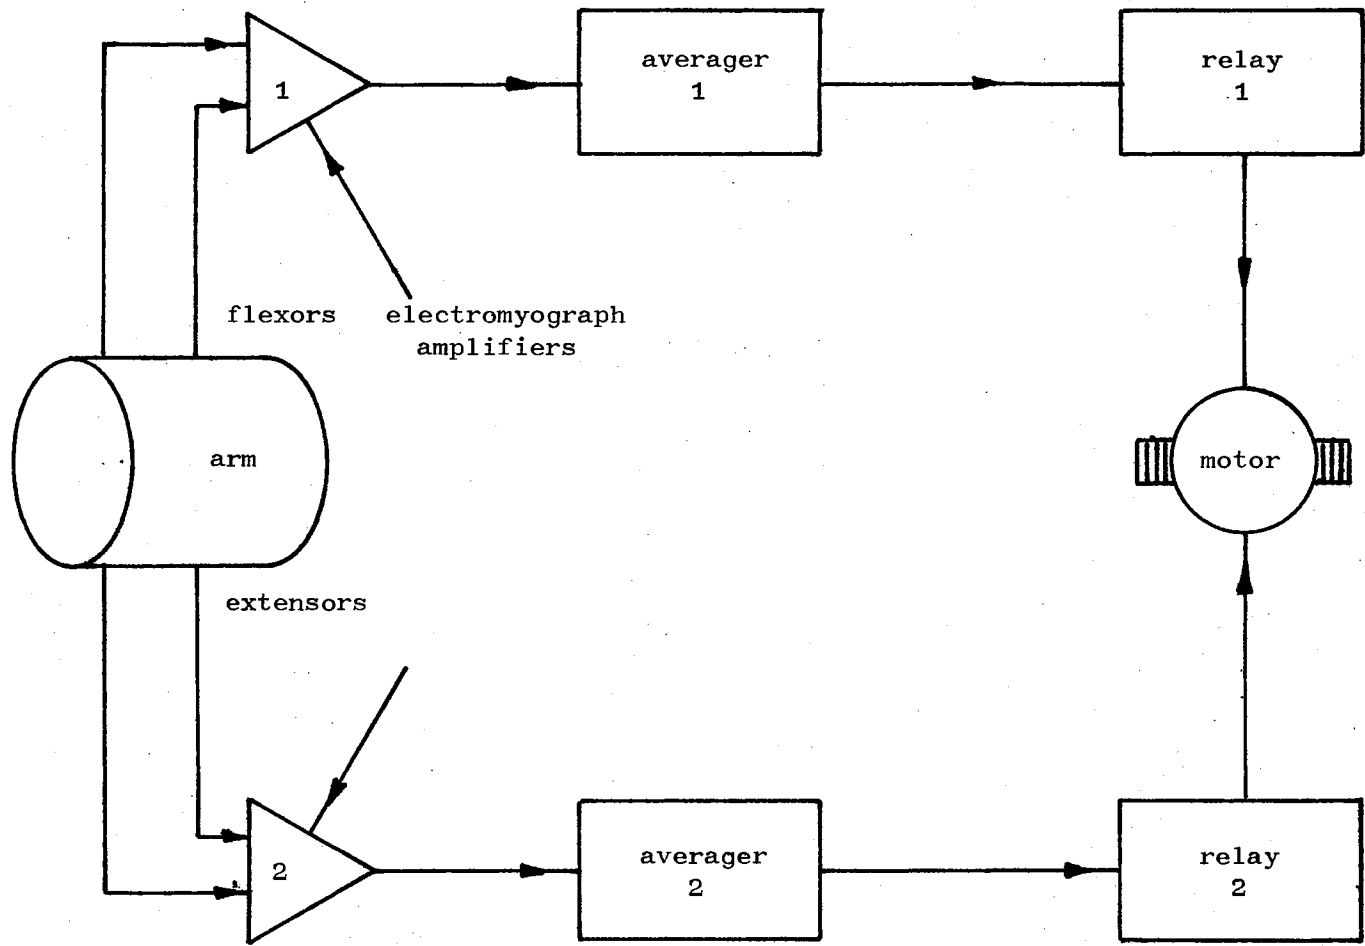 1
averager
1
relay
1
flexors
electromyograph
amplifiers
arm
motor
extensors
2
averager
2
relay
2